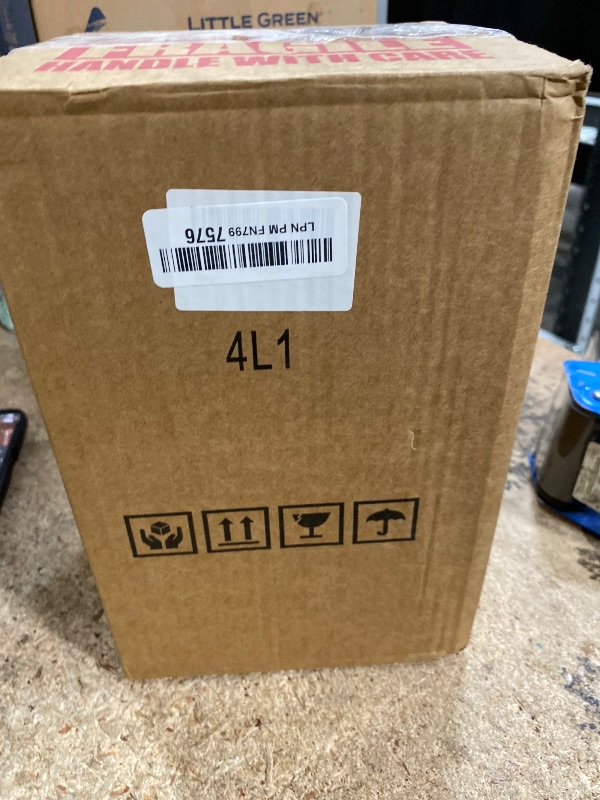 LITTLE GREEN
FRAGILE
HANDLE WITH CARE
LPN PM FN799 7576
4L1